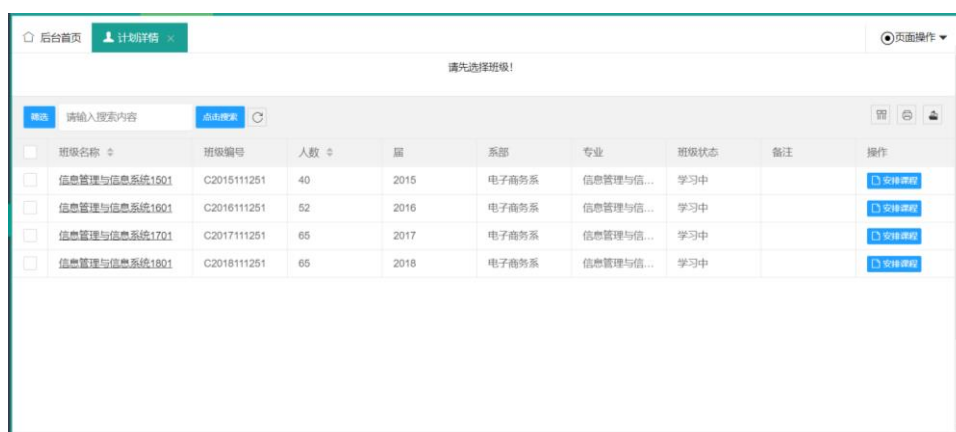 后台首页 计划详情 × 页面操作
请先选择班级!
筛选 请输入搜索内容 点击搜索
班级名称 班级编号 人数 届 系部 专业 班级状态 备注 操作
信息管理与信息系统1501 C2015111251 40 2015 电子商务系 信息管理与信... 学习中 安排课程
信息管理与信息系统1601 C2016111251 52 2016 电子商务系 信息管理与信... 学习中 安排课程
信息管理与信息系统1701 C2017111251 65 2017 电子商务系 信息管理与信... 学习中 安排课程
信息管理与信息系统1801 C2018111251 65 2018 电子商务系 信息管理与信... 学习中 安排课程